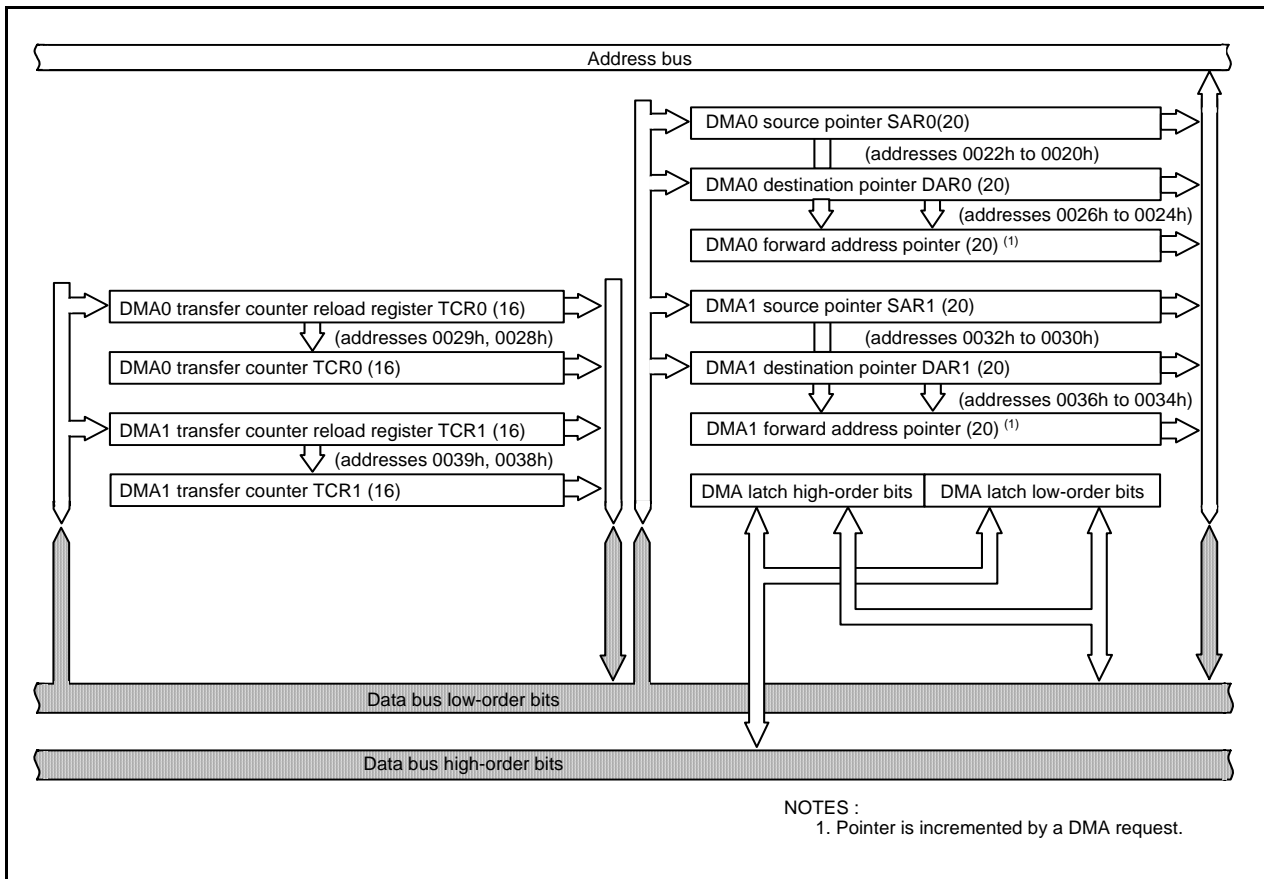 Address bus
DMA0 source pointer SAR0(20)
(addresses 0022h to 0020h)
DMA0 destination pointer DAR0 (20)
(addresses 0026h to 0024h)
DMA0 forward address pointer (20) (1)
DMA0 transfer counter reload register TCR0 (16)
(addresses 0029h, 0028h)
DMA0 transfer counter TCR0 (16)
DMA1 transfer counter reload register TCR1 (16)
(addresses 0039h, 0038h)
DMA1 transfer counter TCR1 (16)
DMA1 source pointer SAR1 (20)
(addresses 0032h to 0030h)
DMA1 destination pointer DAR1 (20)
(addresses 0036h to 0034h)
DMA1 forward address pointer (20) (1)
DMA latch high-order bits
DMA latch low-order bits
Data bus low-order bits
Data bus high-order bits
NOTES :
1. Pointer is incremented by a DMA request.